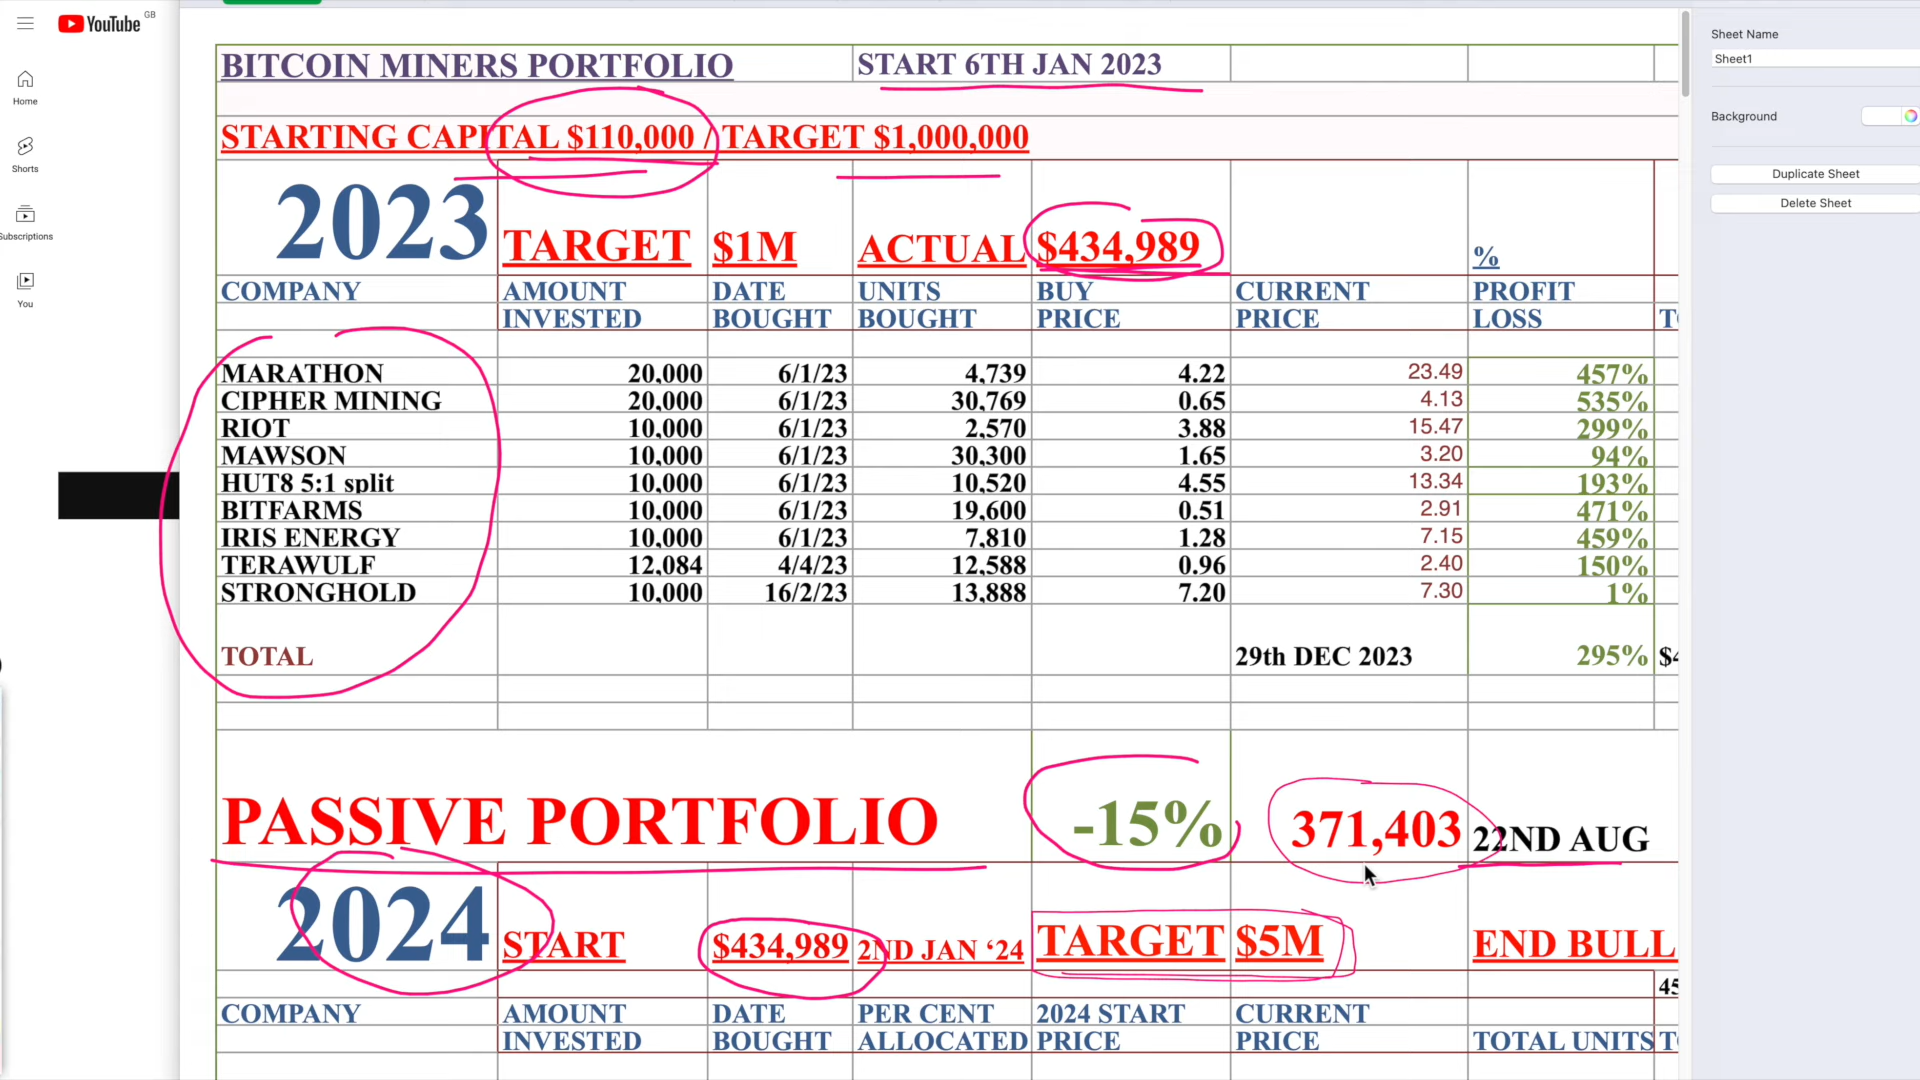 YouTube GB
Home
Shorts
Subscriptions
You
BITCOIN MINERS PORTFOLIO START 6TH JAN 2023
STARTING CAPITAL $110,000 / TARGET $1,000,000
2023 TARGET $1M ACTUAL $434,989 %
COMPANY AMOUNT DATE UNITS BUY CURRENT PROFIT
INVESTED BOUGHT BOUGHT PRICE PRICE LOSS
MARATHON 20,000 6/1/23 4,739 4.22 23.49 457%
CIPHER MINING 20,000 6/1/23 30,769 0.65 4.13 535%
RIOT 10,000 6/1/23 2,570 3.88 15.47 299%
MAWSON 10,000 6/1/23 30,300 1.65 3.20 94%
HUT8 5:1 split 10,000 6/1/23 10,520 4.55 13.34 193%
BITFARMS 10,000 6/1/23 19,600 0.51 2.91 471%
IRIS ENERGY 10,000 6/1/23 7,810 1.28 7.15 459%
TERAWULF 12,084 4/4/23 12,588 0.96 2.40 150%
STRONGHOLD 10,000 16/2/23 13,888 7.20 7.30 1%
TOTAL 29th DEC 2023 295% $4
PASSIVE PORTFOLIO -15% 371,403 22ND AUG
2024 START $434,989 2ND JAN ‘24 TARGET $5M END BULL
45
COMPANY AMOUNT DATE PER CENT 2024 START CURRENT
INVESTED BOUGHT ALLOCATED PRICE PRICE TOTAL UNITS
Sheet Name
Sheet1
Background
Duplicate Sheet
Delete Sheet